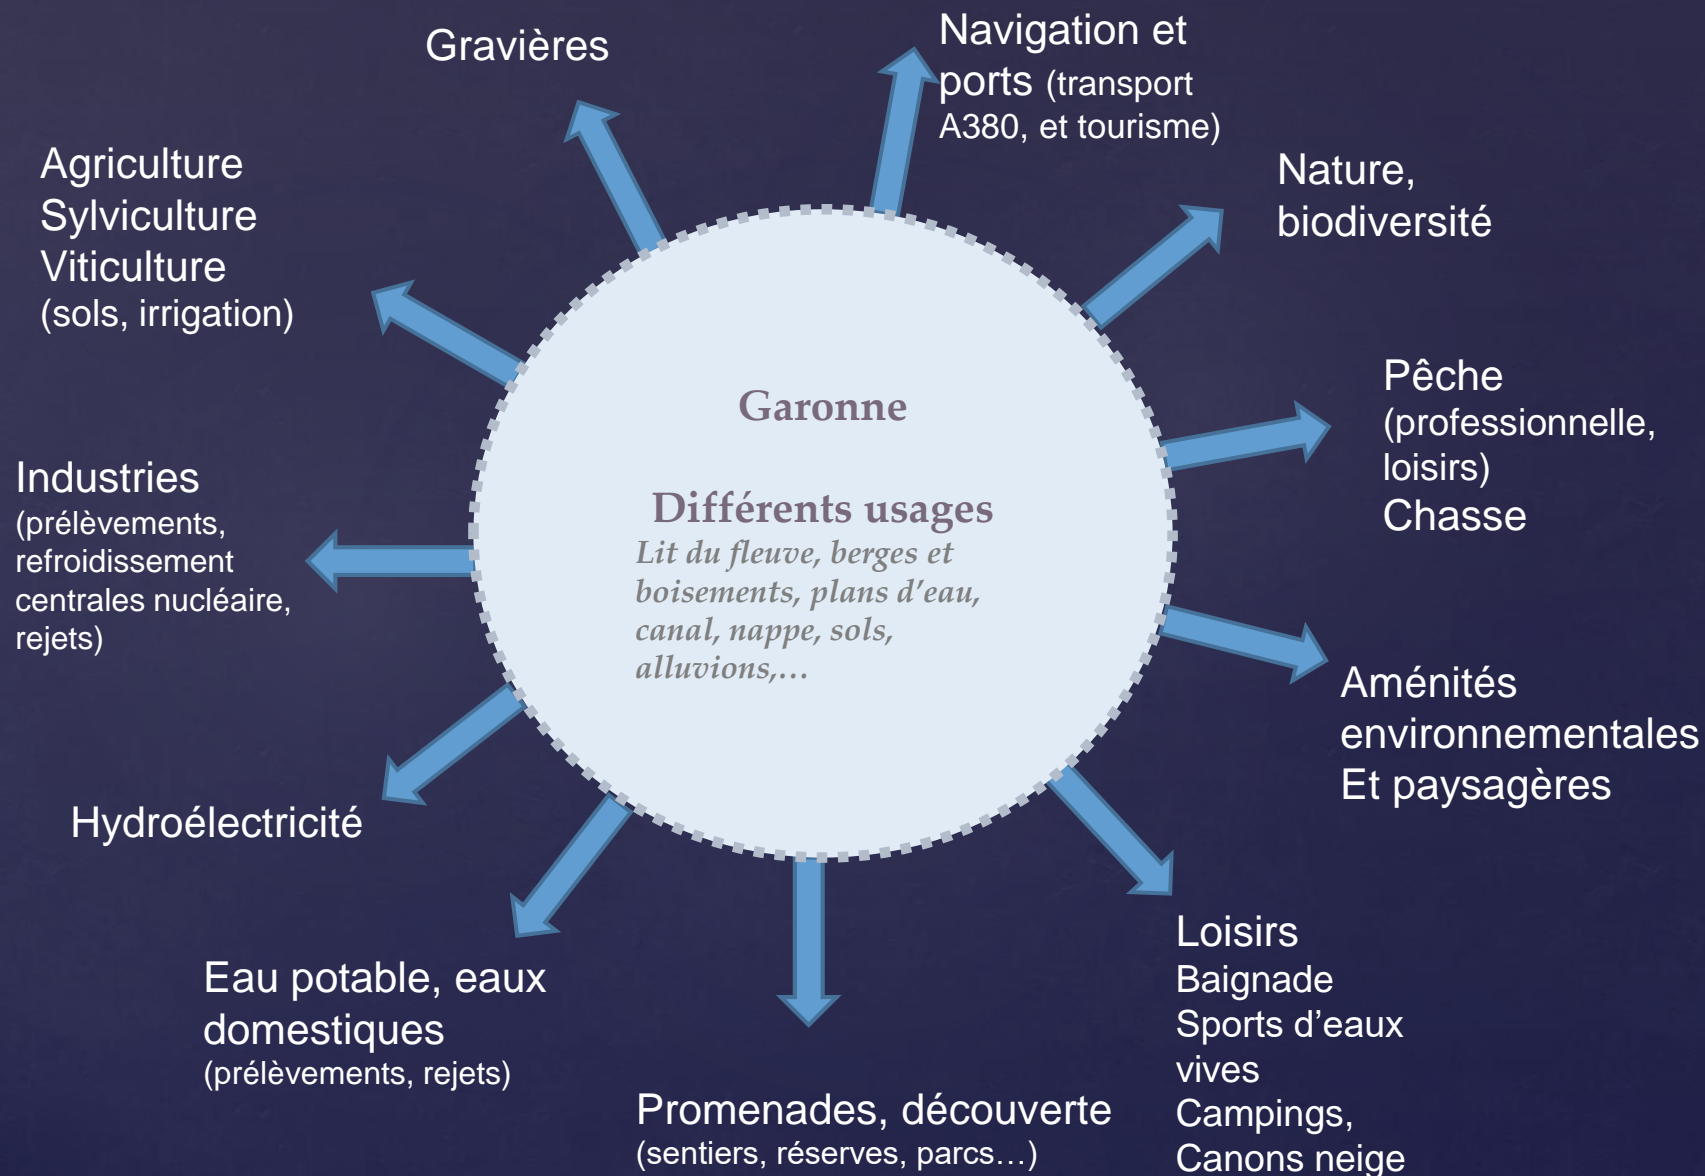 Gravières
Navigation et
ports (transport
A380, et tourisme)
Agriculture
Sylviculture
Viticulture
(sols, irrigation)
Nature,
biodiversité
Garonne
Différents usages
Lit du fleuve, berges et
boisements, plans d’eau,
canal, nappe, sols,
alluvions,…
Pêche
(professionnelle,
loisirs)
Chasse
Industries
(prélèvements,
refroidissement
centrales nucléaire,
rejets)
Aménités
environnementales
Et paysagères
Hydroélectricité
Eau potable, eaux
domestiques
(prélèvements, rejets)
Loisirs
Baignade
Sports d’eaux
vives
Campings,
Canons neige
Promenades, découverte
(sentiers, réserves, parcs…)